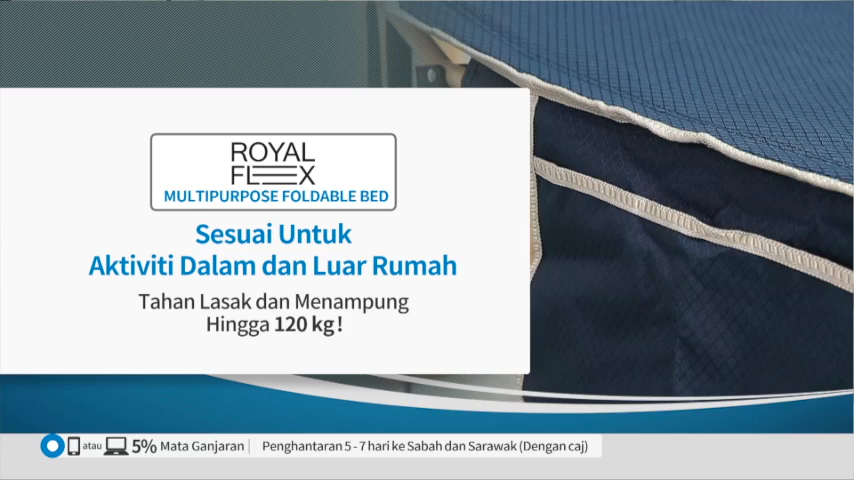 ROYAL
FLEX
MULTIPURPOSE FOLDABLE BED
Sesuai Untuk
Aktiviti Dalam dan Luar Rumah
Tahan Lasak dan Menampung
Hingga 120 kg!
atau 5% Mata Ganjaran | Penghantaran 5 - 7 hari ke Sabah dan Sarawak (Dengan caj)